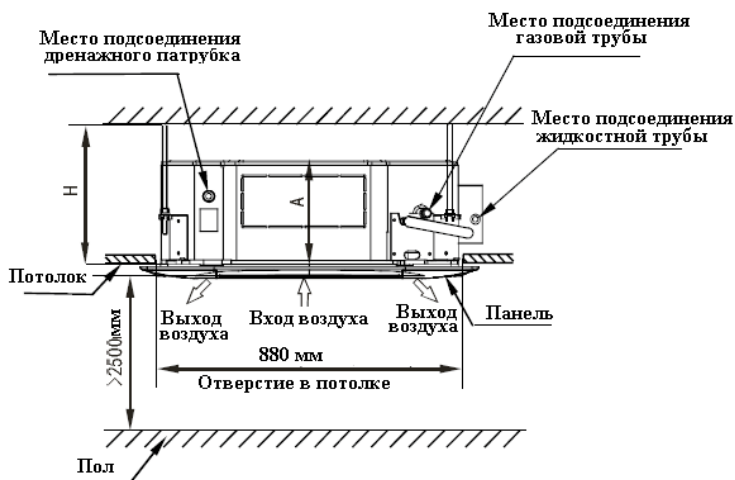 Место подсоединения
газовой трубы
Место подсоединения
дренажного патрубка
Место подсоединения
жидкостной трубы
H
A
Потолок
Выход
воздуха
Вход воздуха
Выход
воздуха
Панель
>2500мм
880 мм
Отверстие в потолке
Пол